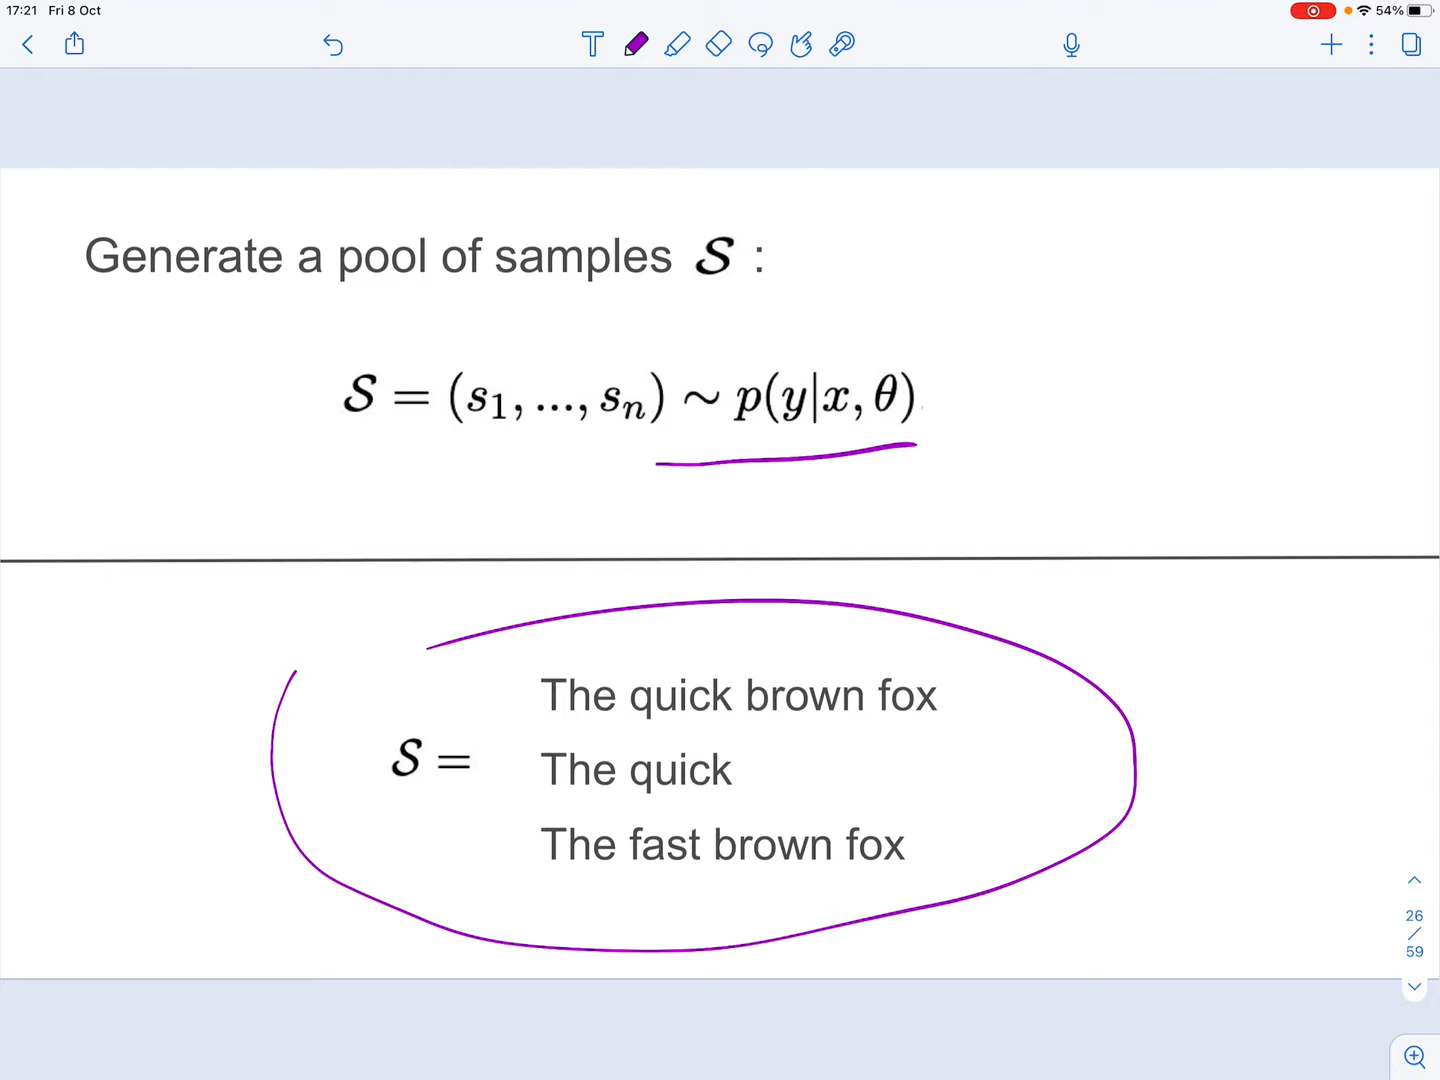 17:21 Fri 8 Oct
54%
T
Generate a pool of samples 𝒮 :
𝒮 = (s₁, ..., sₙ) ∼ p(y|x, θ)
The quick brown fox
𝒮 =
The quick
The fast brown fox
26
/
59